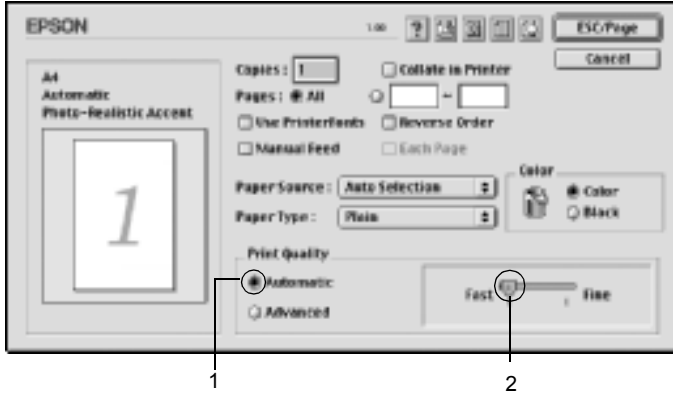 EPSON
1.00 ? ESC/Page
Cancel
A4
Automatic
Photo-Realistic Accent
1
Copies: 1 Collate in Printer
Pages: All –
Use Printerfonts Reverse Order
Manual Feed Each Page
Paper Source: Auto Selection
Paper Type: Plain
Color
Color
Black
Print Quality
Automatic
Advanced
Fast Fine
1 2